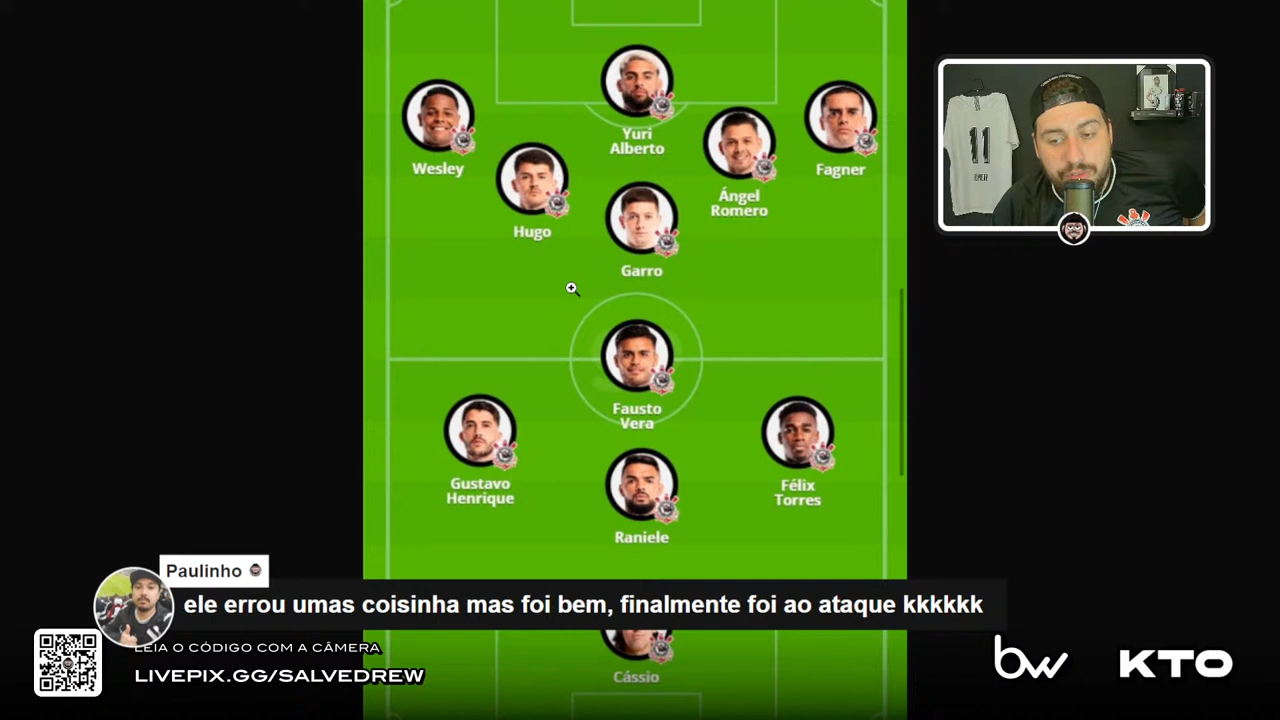 Yuri
Alberto
Wesley
Fagner
Ángel
Romero
Hugo
Garro
11
Fausto
Vera
Gustavo
Henrique
Félix
Torres
Raniele
Paulinho
ele errou umas coisinha mas foi bem, finalmente foi ao ataque kkkkkk
LEIA O CÓDIGO COM A CÂMERA
LIVEPIX.GG/SALVEDREW
Cássio
bw
KTO